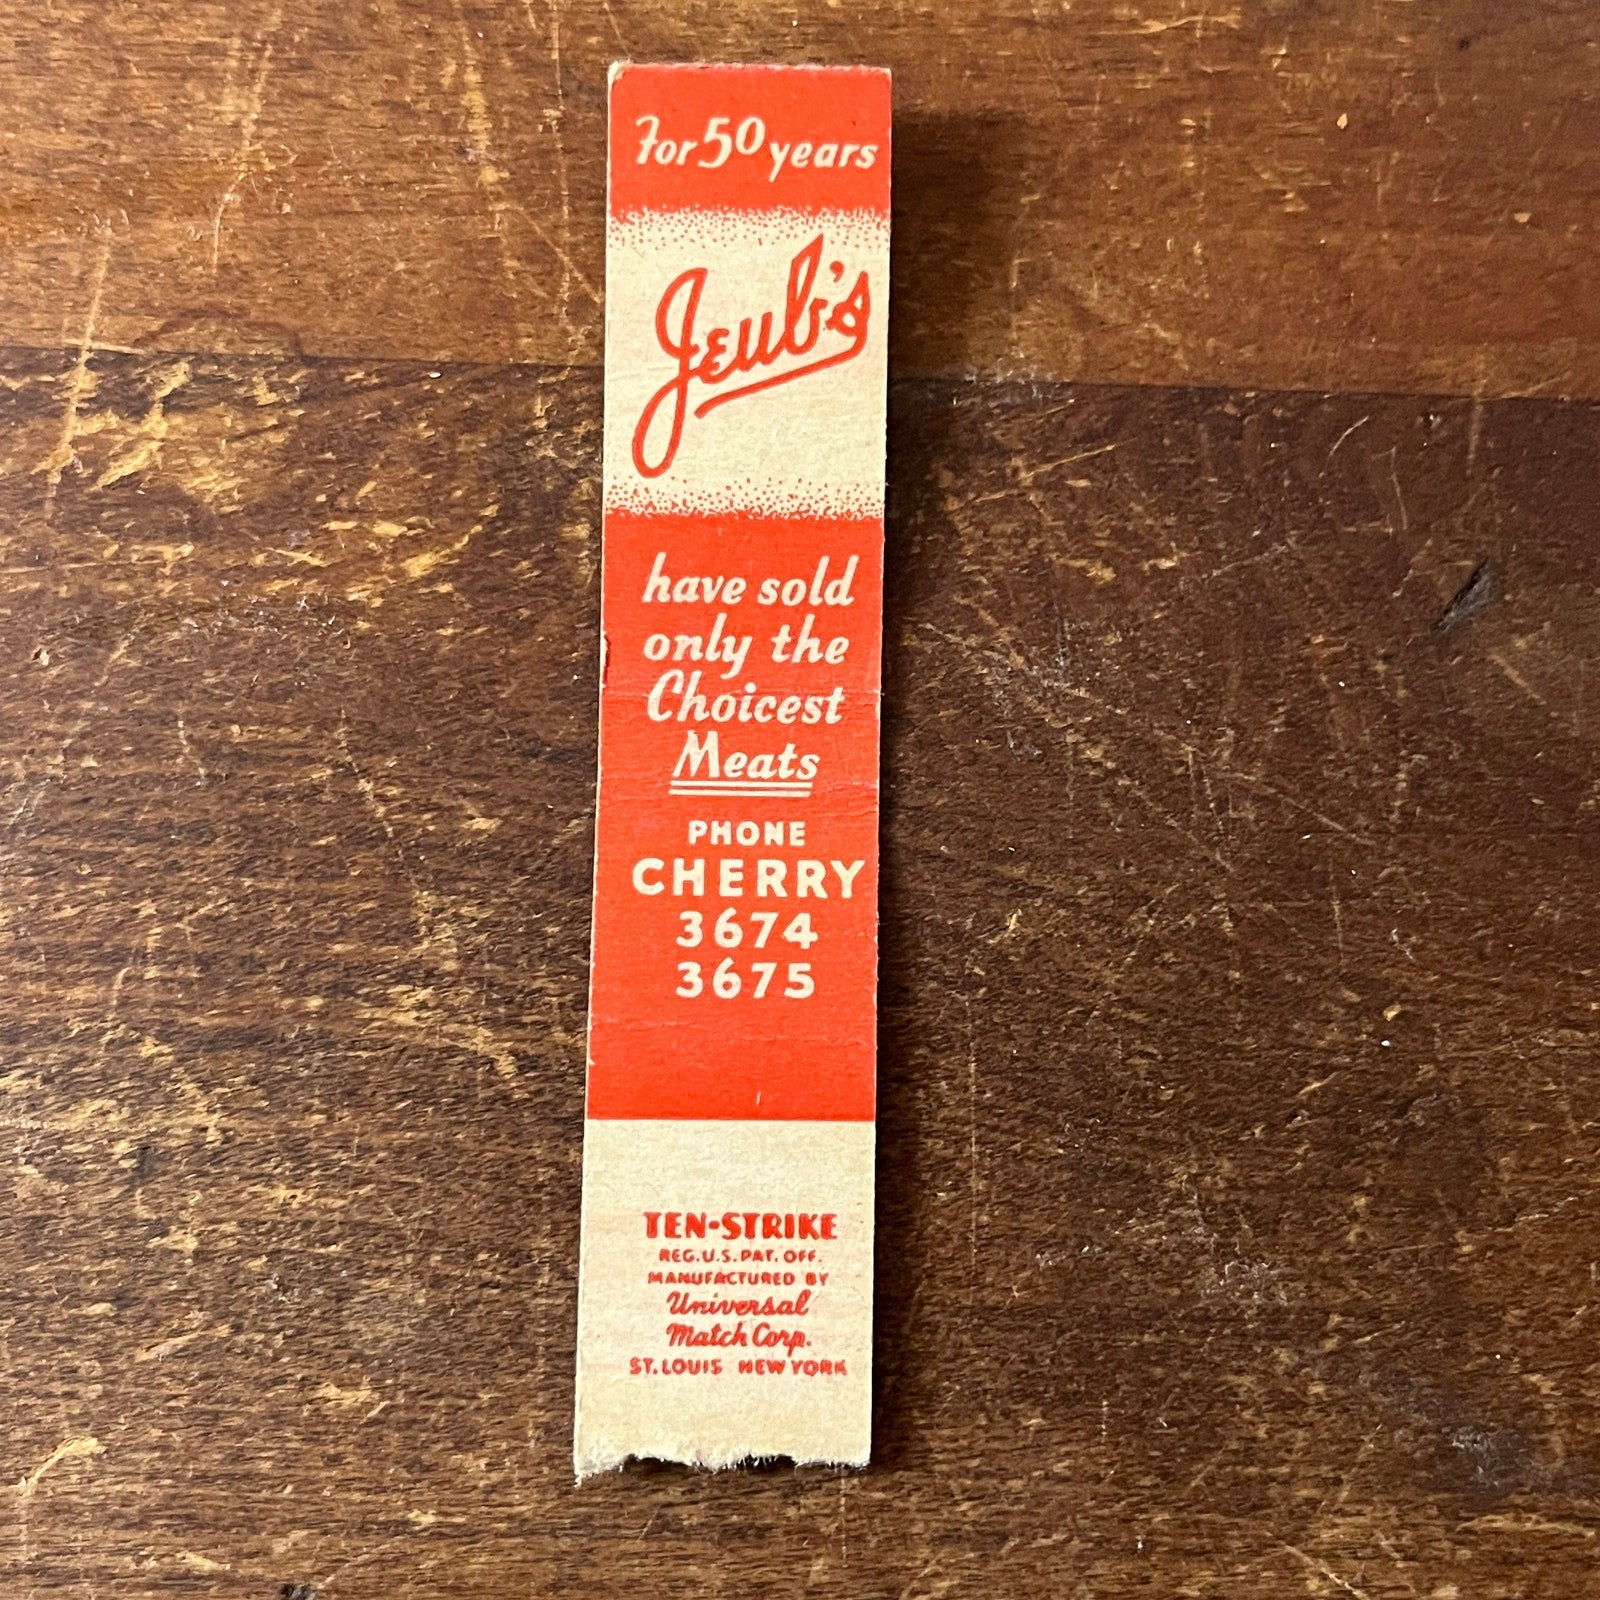 For 50 years
Jeub's
have sold
only the
Choicest
Meats
PHONE
CHERRY
3674
3675
TEN-STRIKE
REG. U.S. PAT. OFF.
MANUFACTURED BY
Universal
Match Corp.
ST. LOUIS NEW YORK